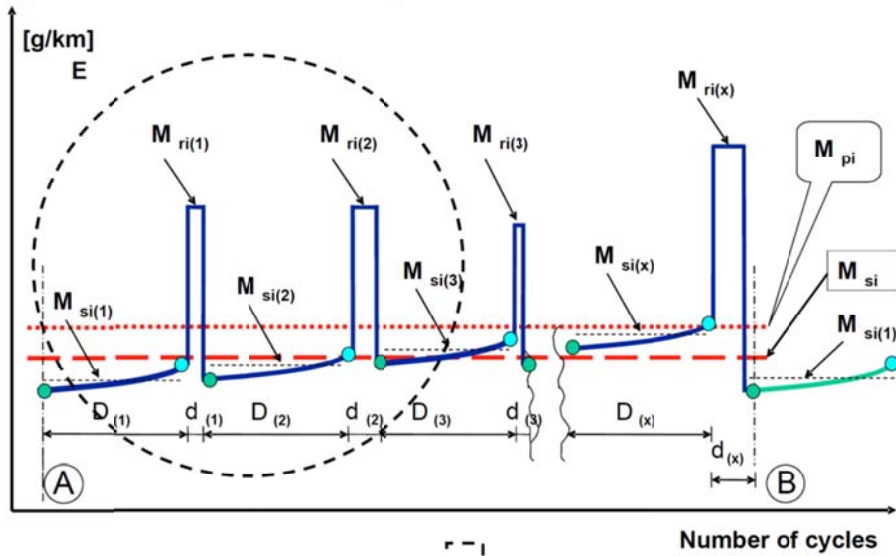 [g/km]
E
M ri(1)
M ri(2)
M ri(3)
M ri(x)
M pi
M si(1)
M si(2)
M si(3)
M si(x)
M si
M si(1)
D (1)
d (1)
D (2)
d (2)
D (3)
d (3)
D (x)
d (x)
A
B
Number of cycles